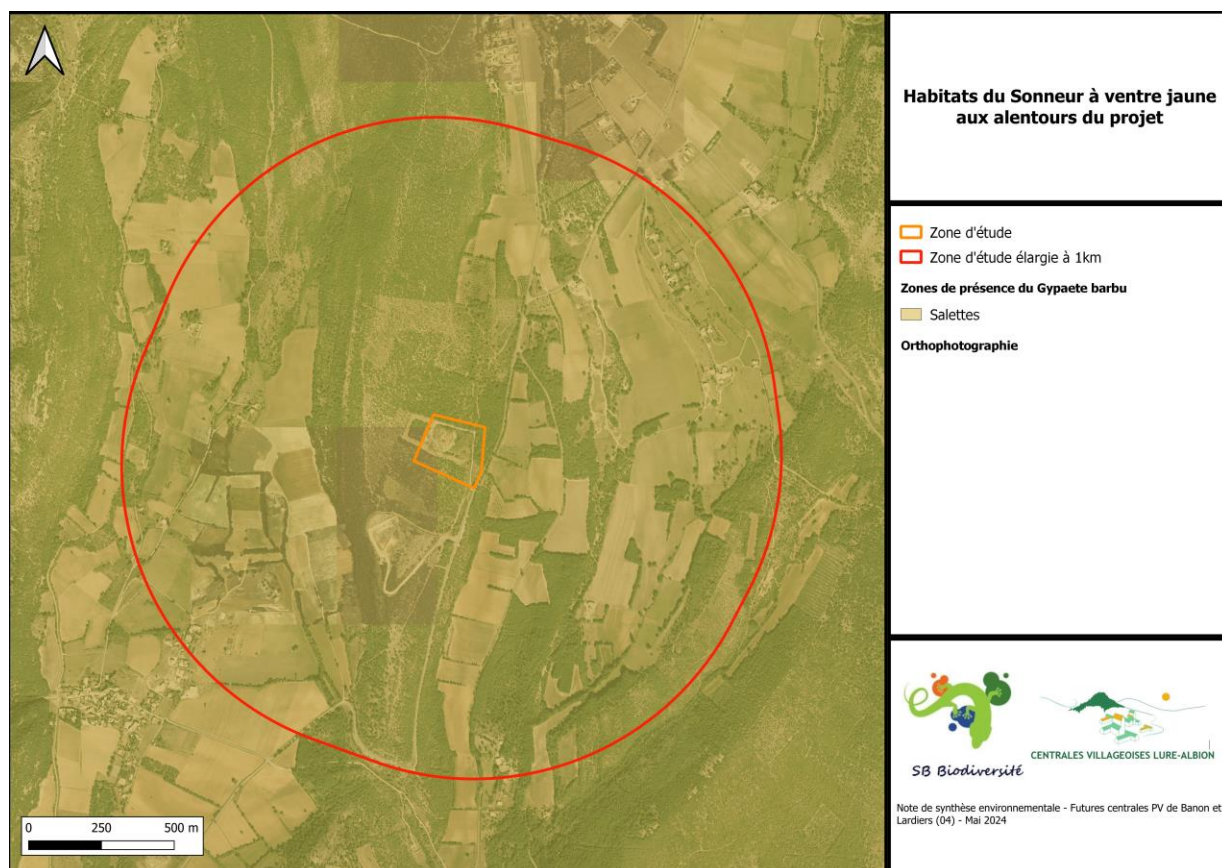 Habitats du Sonneur à ventre jaune
aux alentours du projet
Zone d'étude
Zone d'étude élargie à 1km
Zones de présence du Gypaete barbu
Salettes
Orthophotographie
SB Biodiversité
CENTRALES VILLAGEOISES LURE-ALBION
Note de synthèse environnementale - Futures centrales PV de Banon et
Lardiers (04) - Mai 2024
0 250 500 m